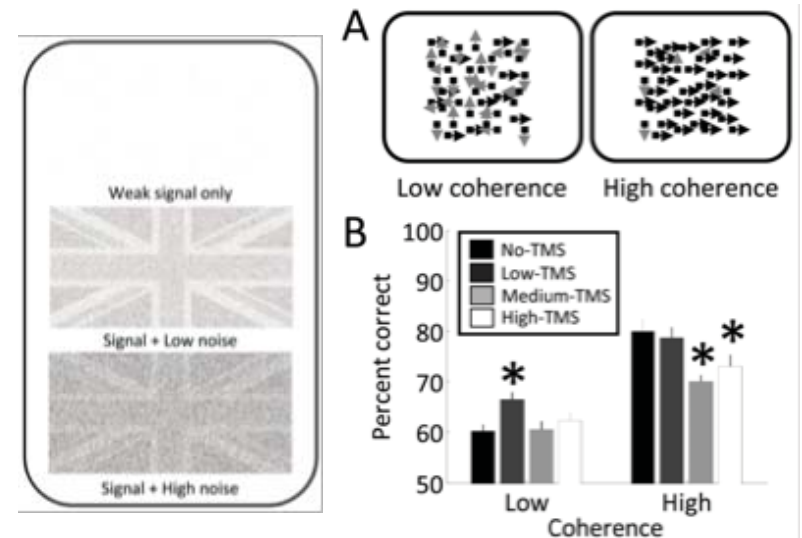 Weak signal only
Signal + Low noise
Signal + High noise
A
Low coherence
High coherence
B
100
90
80
70
60
50
Percent correct
No-TMS
Low-TMS
Medium-TMS
High-TMS
*
*
*
Low
High
Coherence